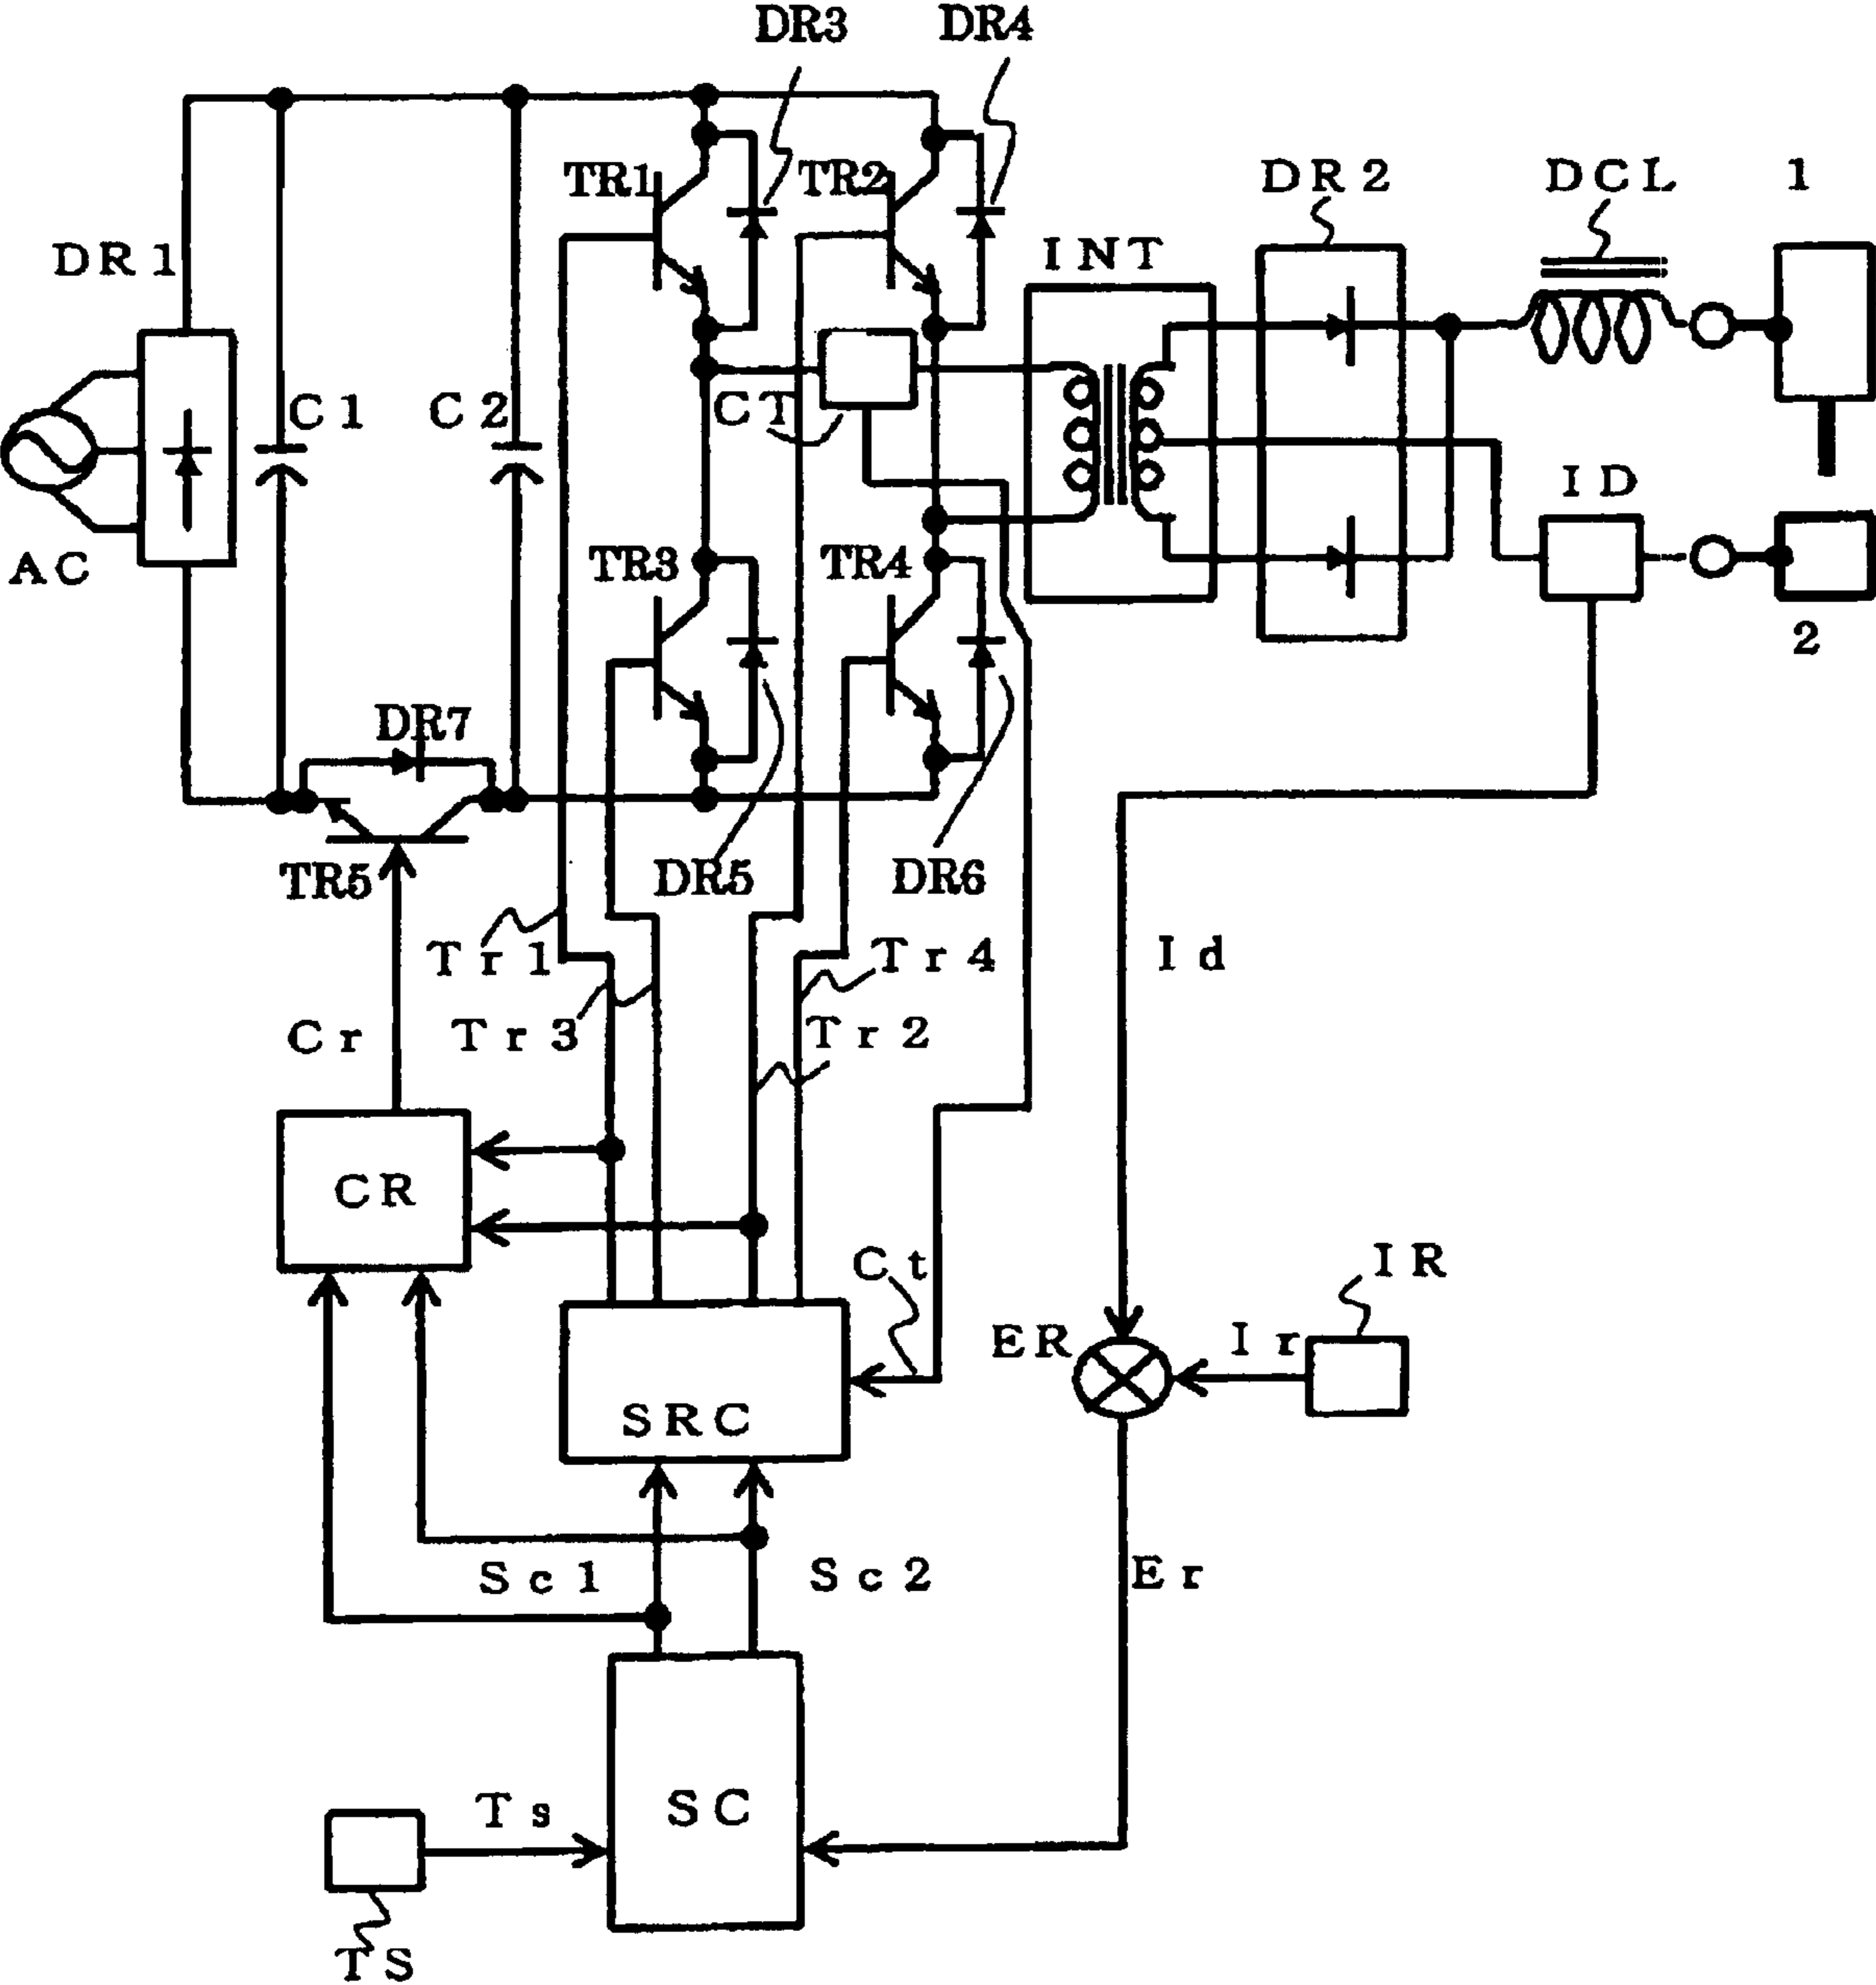 DR3
DR4
TR1
TR2
DR2
DCL
1
DR1
INT
C1
C2
CT
ID
AC
TR3
TR4
2
DR7
TR5
DR5
DR6
Tr1
Tr4
Id
Cr
Tr3
Tr2
CR
Ct
IR
ER
Ir
SRC
Sc1
Sc2
Er
Ts
SC
TS